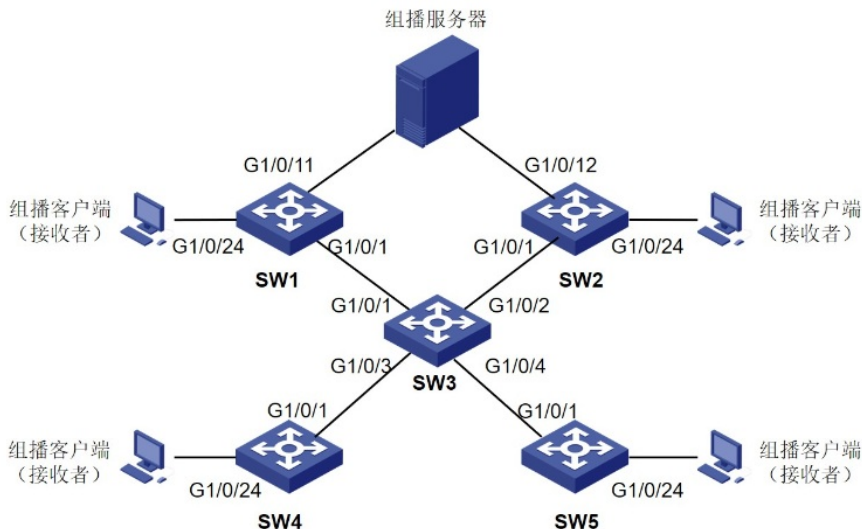 组播服务器
G1/0/11
G1/0/12
组播客户端
（接收者）
G1/0/24
G1/0/1
SW1
G1/0/1
G1/0/24
SW2
组播客户端
（接收者）
G1/0/1
G1/0/2
G1/0/3
SW3
G1/0/4
G1/0/1
G1/0/1
组播客户端
（接收者）
G1/0/24
SW4
G1/0/24
SW5
组播客户端
（接收者）